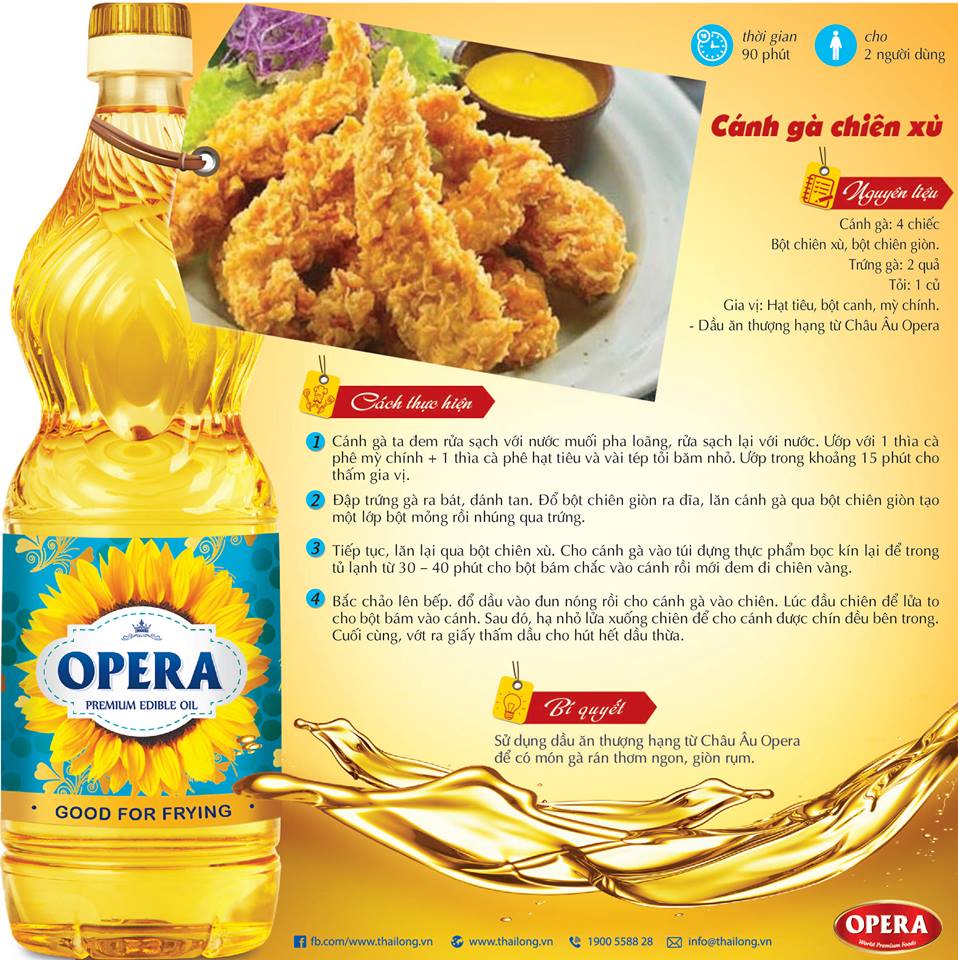 thời gian
90 phút
cho
2 người dùng
Cánh gà chiên xù
Nguyên liệu
Cánh gà: 4 chiếc
Bột chiên xù, bột chiên giòn.
Trứng gà: 2 quả
Tỏi: 1 củ
Gia vị: Hạt tiêu, bột canh, mỳ chính.
- Dầu ăn thượng hạng từ Châu Âu Opera
Cách thực hiện
1 Cánh gà ta đem rửa sạch với nước muối pha loãng, rửa sạch lại với nước. Ướp với 1 thìa cà
phê mỳ chính + 1 thìa cà phê hạt tiêu và vài tép tỏi băm nhỏ. Ướp trong khoảng 15 phút cho
thấm gia vị.
2 Đập trứng gà ra bát, đánh tan. Đổ bột chiên giòn ra đĩa, lăn cánh gà qua bột chiên giòn tạo
một lớp bột mỏng rồi nhúng qua trứng.
3 Tiếp tục, lăn lại qua bột chiên xù. Cho cánh gà vào túi đựng thực phẩm bọc kín lại để trong
tủ lạnh từ 30 – 40 phút cho bột bám chắc vào cánh rồi mới đem đi chiên vàng.
4 Bắc chảo lên bếp. đổ dầu vào đun nóng rồi cho cánh gà vào chiên. Lúc đầu chiên để lửa to
cho bột bám vào cánh. Sau đó, hạ nhỏ lửa xuống chiên để cho cánh được chín đều bên trong.
Cuối cùng, vớt ra giấy thấm dầu cho hút hết dầu thừa.
Bí quyết
Sử dụng dầu ăn thượng hạng từ Châu Âu Opera
để có món gà rán thơm ngon, giòn rụm.
OPERA
PREMIUM EDIBLE OIL
• GOOD FOR FRYING •
fb.com/www.thailong.vn
www.thailong.vn
1900 5588 28
info@thailong.vn
OPERA
World Premium Foods